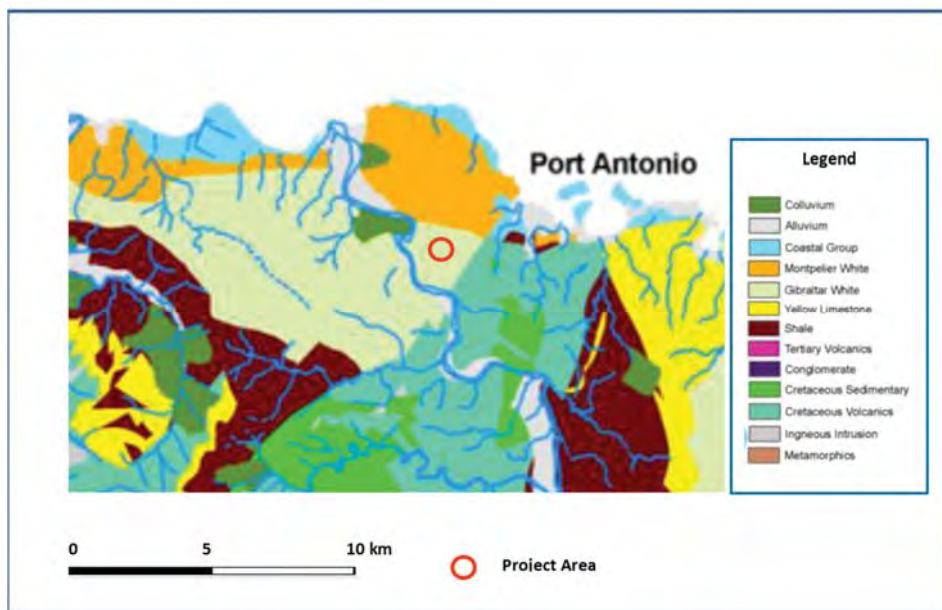 Port Antonio
Legend
Colluvium
Alluvium
Coastal Group
Montpelier White
Gibraltar White
Yellow Limestone
Shale
Tertiary Volcanics
Conglomerate
Cretaceous Sedimentary
Cretaceous Volcanics
Ingneous Intrusion
Metamorphics
0 5 10 km
Project Area